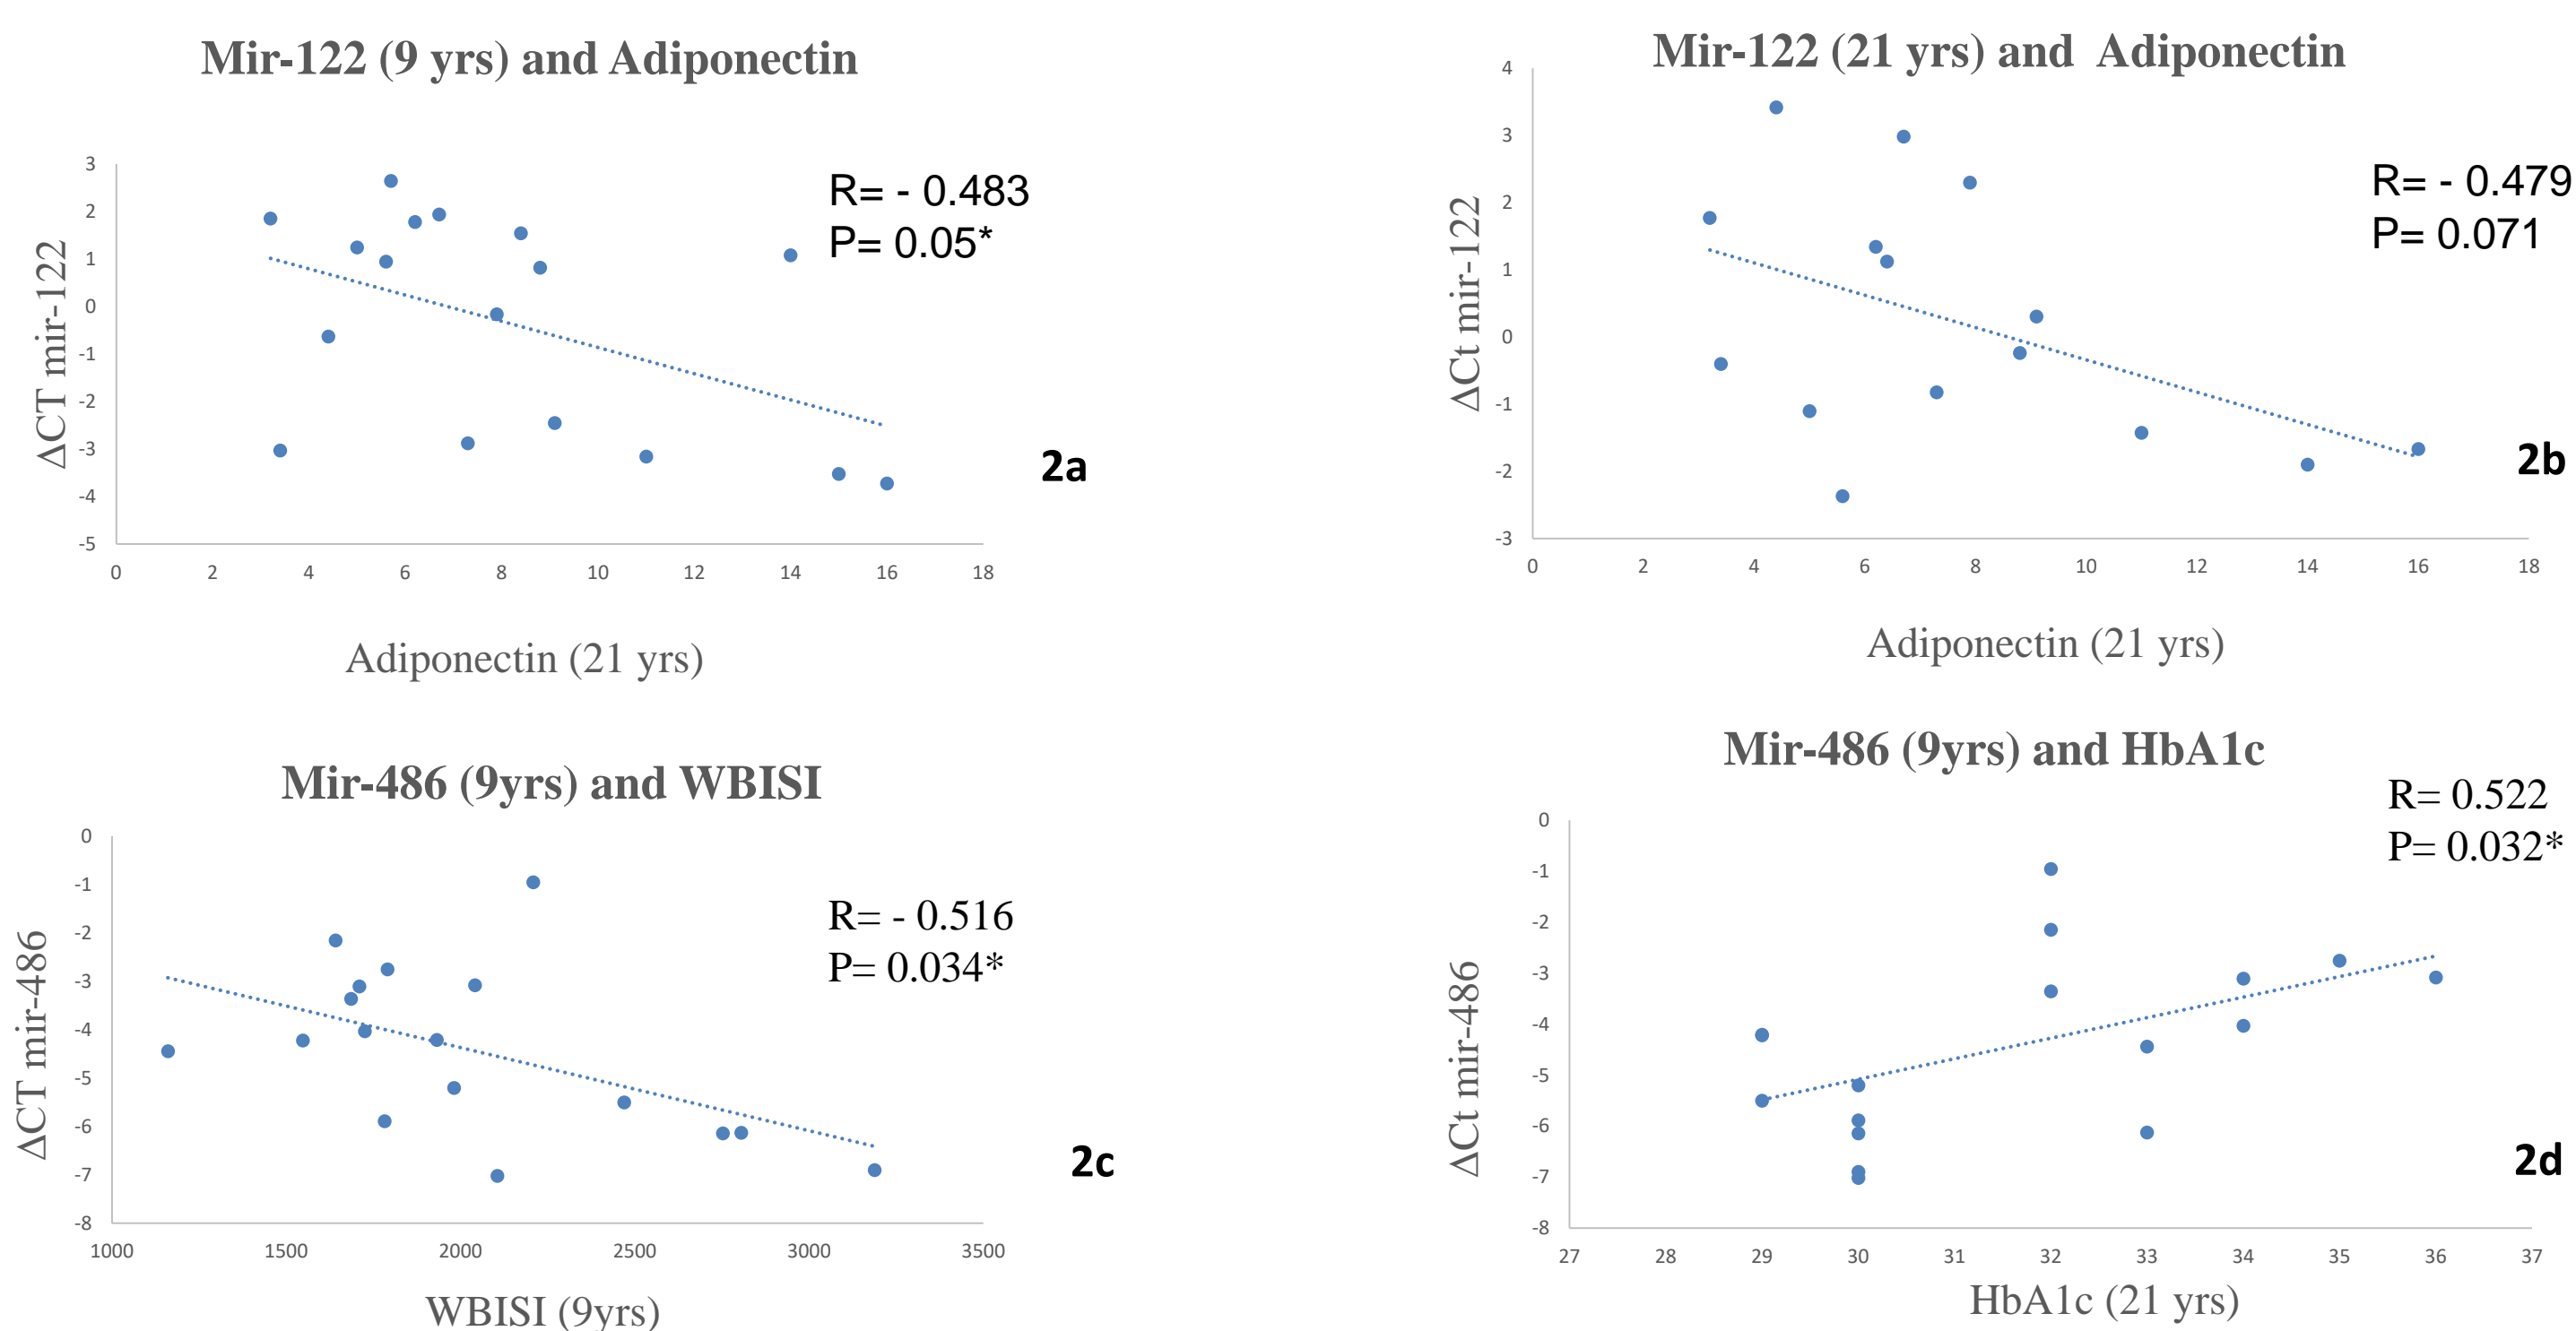 Mir-122 (9 yrs) and Adiponectin
3
2
1
0
-1
-2
-3
-4
-5
ΔCT mir-122
R= - 0.483
P= 0.05*
2a
0 2 4 6 8 10 12 14 16 18
Adiponectin (21 yrs)
Mir-122 (21 yrs) and Adiponectin
4
3
2
1
0
-1
-2
-3
ΔCt mir-122
R= - 0.479
P= 0.071
2b
0 2 4 6 8 10 12 14 16 18
Adiponectin (21 yrs)
Mir-486 (9yrs) and WBISI
0
-1
-2
-3
-4
-5
-6
-7
-8
ΔCT mir-486
R= - 0.516
P= 0.034*
2c
1000 1500 2000 2500 3000 3500
WBISI (9yrs)
Mir-486 (9yrs) and HbA1c
R= 0.522
P= 0.032*
0
-1
-2
-3
-4
-5
-6
-7
-8
ΔCt mir-486
2d
27 28 29 30 31 32 33 34 35 36 37
HbA1c (21 yrs)